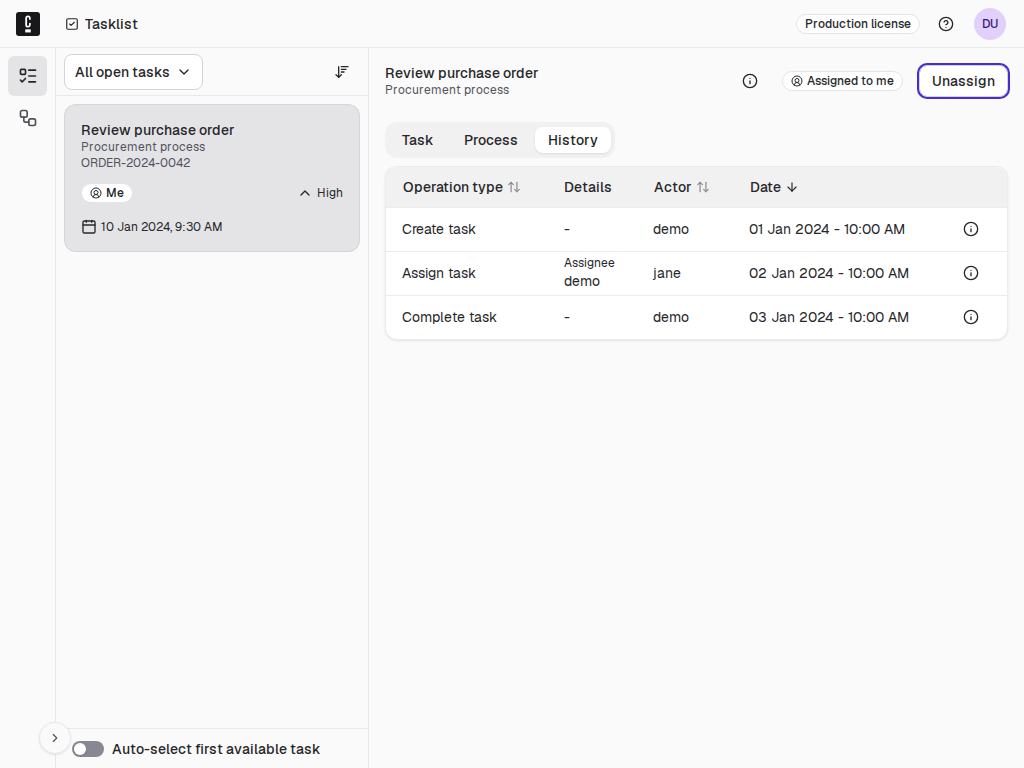 Tasklist
Production license
DU
All open tasks
Review purchase order
Procurement process
ORDER-2024-0042
Me
High
10 Jan 2024, 9:30 AM
Auto-select first available task
Review purchase order
Procurement process
Assigned to me
Unassign
Task Process History
Operation type Details Actor Date
Create task - demo 01 Jan 2024 - 10:00 AM
Assign task Assignee demo jane 02 Jan 2024 - 10:00 AM
Complete task - demo 03 Jan 2024 - 10:00 AM